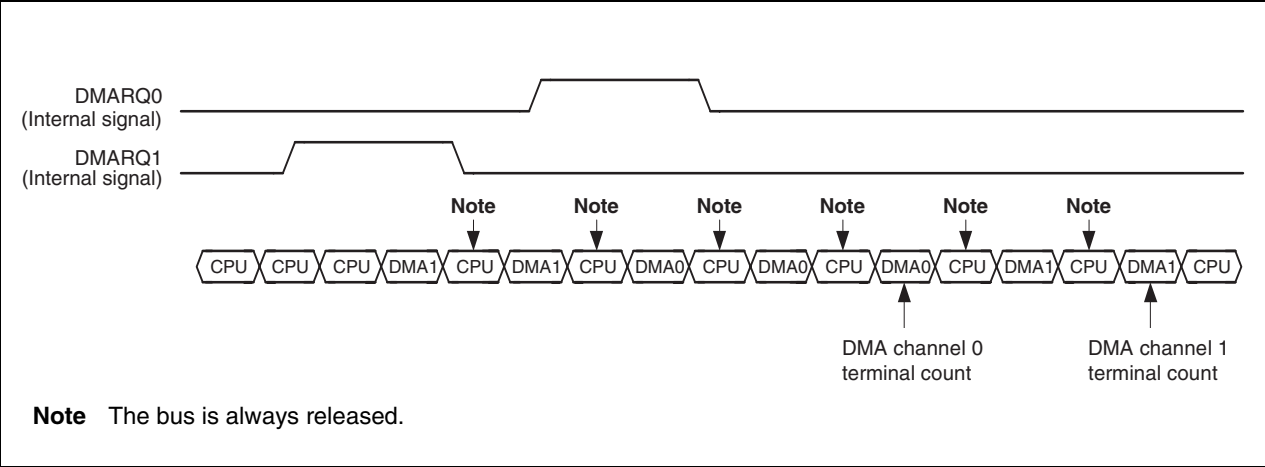 DMARQ0
(Internal signal)
DMARQ1
(Internal signal)
Note Note Note Note Note Note
CPU CPU CPU DMA1 CPU DMA1 CPU DMA0 CPU DMA0 CPU DMA0 CPU DMA1 CPU DMA1 CPU
DMA channel 0
terminal count
DMA channel 1
terminal count
Note The bus is always released.